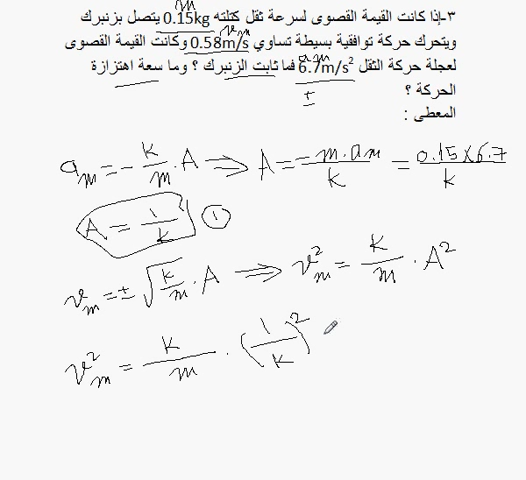 m
٣-إذا كانت القيمة القصوى لسرعة ثقل كتلته 0.15kg يتصل بزنبرك
vm
ويتحرك حركة توافقية بسيطة تساوي 0.58m/s وكانت القيمة القصوى
am
لعجلة حركة الثقل 6.7m/s² فما ثابت الزنبرك ؟ وما سعة اهتزازة
±
الحركة ؟
المعطى :
a_m = - k/m . A ⇒ A = -m.a_m / k = 0.15×6.7 / k
A = 1/k ①
v_m = ± √(k/m) . A ⇒ v_m² = k/m . A²
v_m² = k/m . (1/k)²